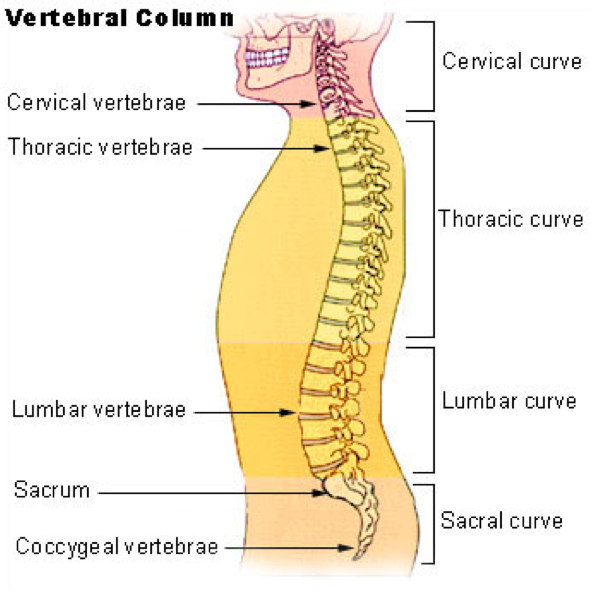 Vertebral Column
Cervical curve
Cervical vertebrae
Thoracic vertebrae
Thoracic curve
Lumbar curve
Lumbar vertebrae
Sacrum
Sacral curve
Coccygeal vertebrae